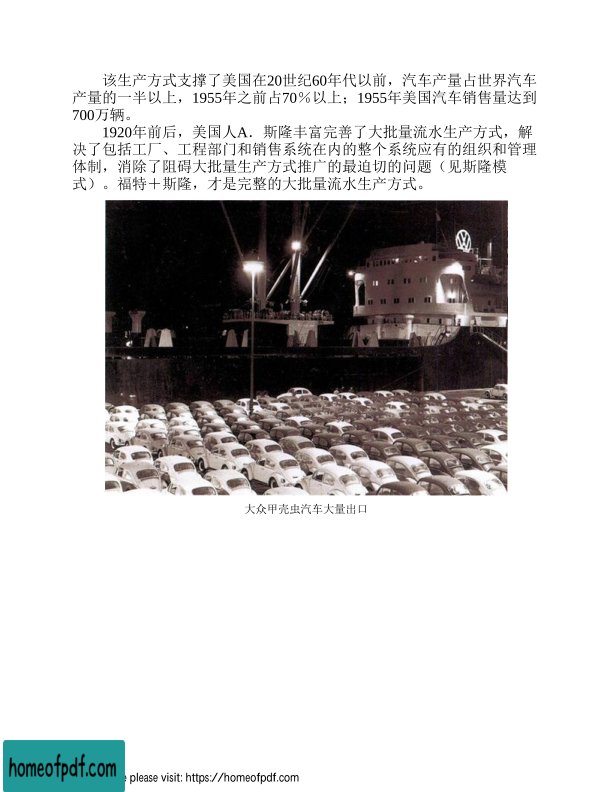 该生产方式支撑了美国在20世纪60年代以前，汽车产量占世界汽车
产量的一半以上，1955年之前占70％以上；1955年美国汽车销售量达到
700万辆。
1920年前后，美国人A．斯隆丰富完善了大批量流水生产方式，解
决了包括工厂、工程部门和销售系统在内的整个系统应有的组织和管理
体制，消除了阻碍大批量生产方式推广的最迫切的问题（见斯隆模
式）。福特＋斯隆，才是完整的大批量流水生产方式。
VW
大众甲壳虫汽车大量出口
homeofpdf.com
please visit: https://homeofpdf.com